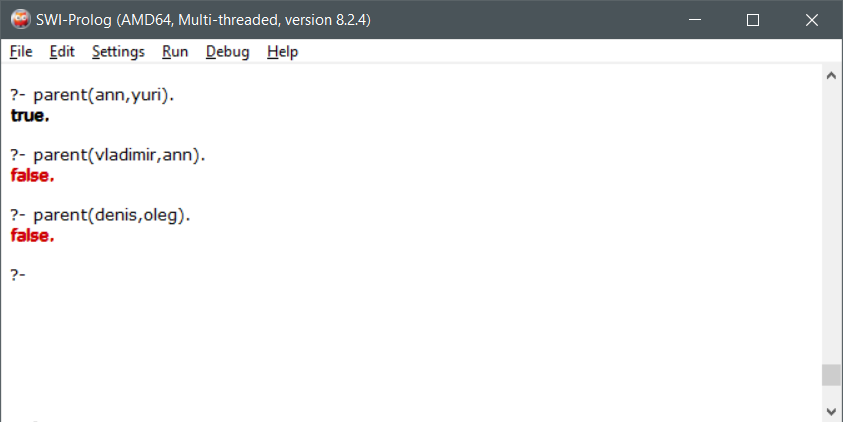 SWI-Prolog (AMD64, Multi-threaded, version 8.2.4)
File Edit Settings Run Debug Help
?- parent(ann,yuri).
true.
?- parent(vladimir,ann).
false.
?- parent(denis,oleg).
false.
?-